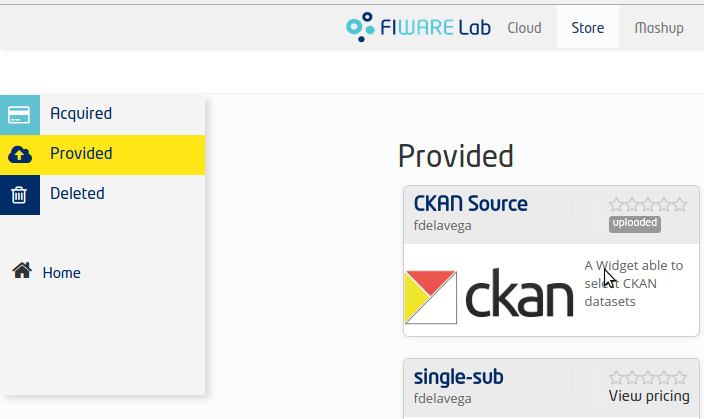 FIWARE Lab Cloud Store Mashup
Acquired
Provided
Deleted
Home
Provided
CKAN Source
fdelavega
uploaded
ckan
A Widget able to
select CKAN
datasets
single-sub
fdelavega
View pricing